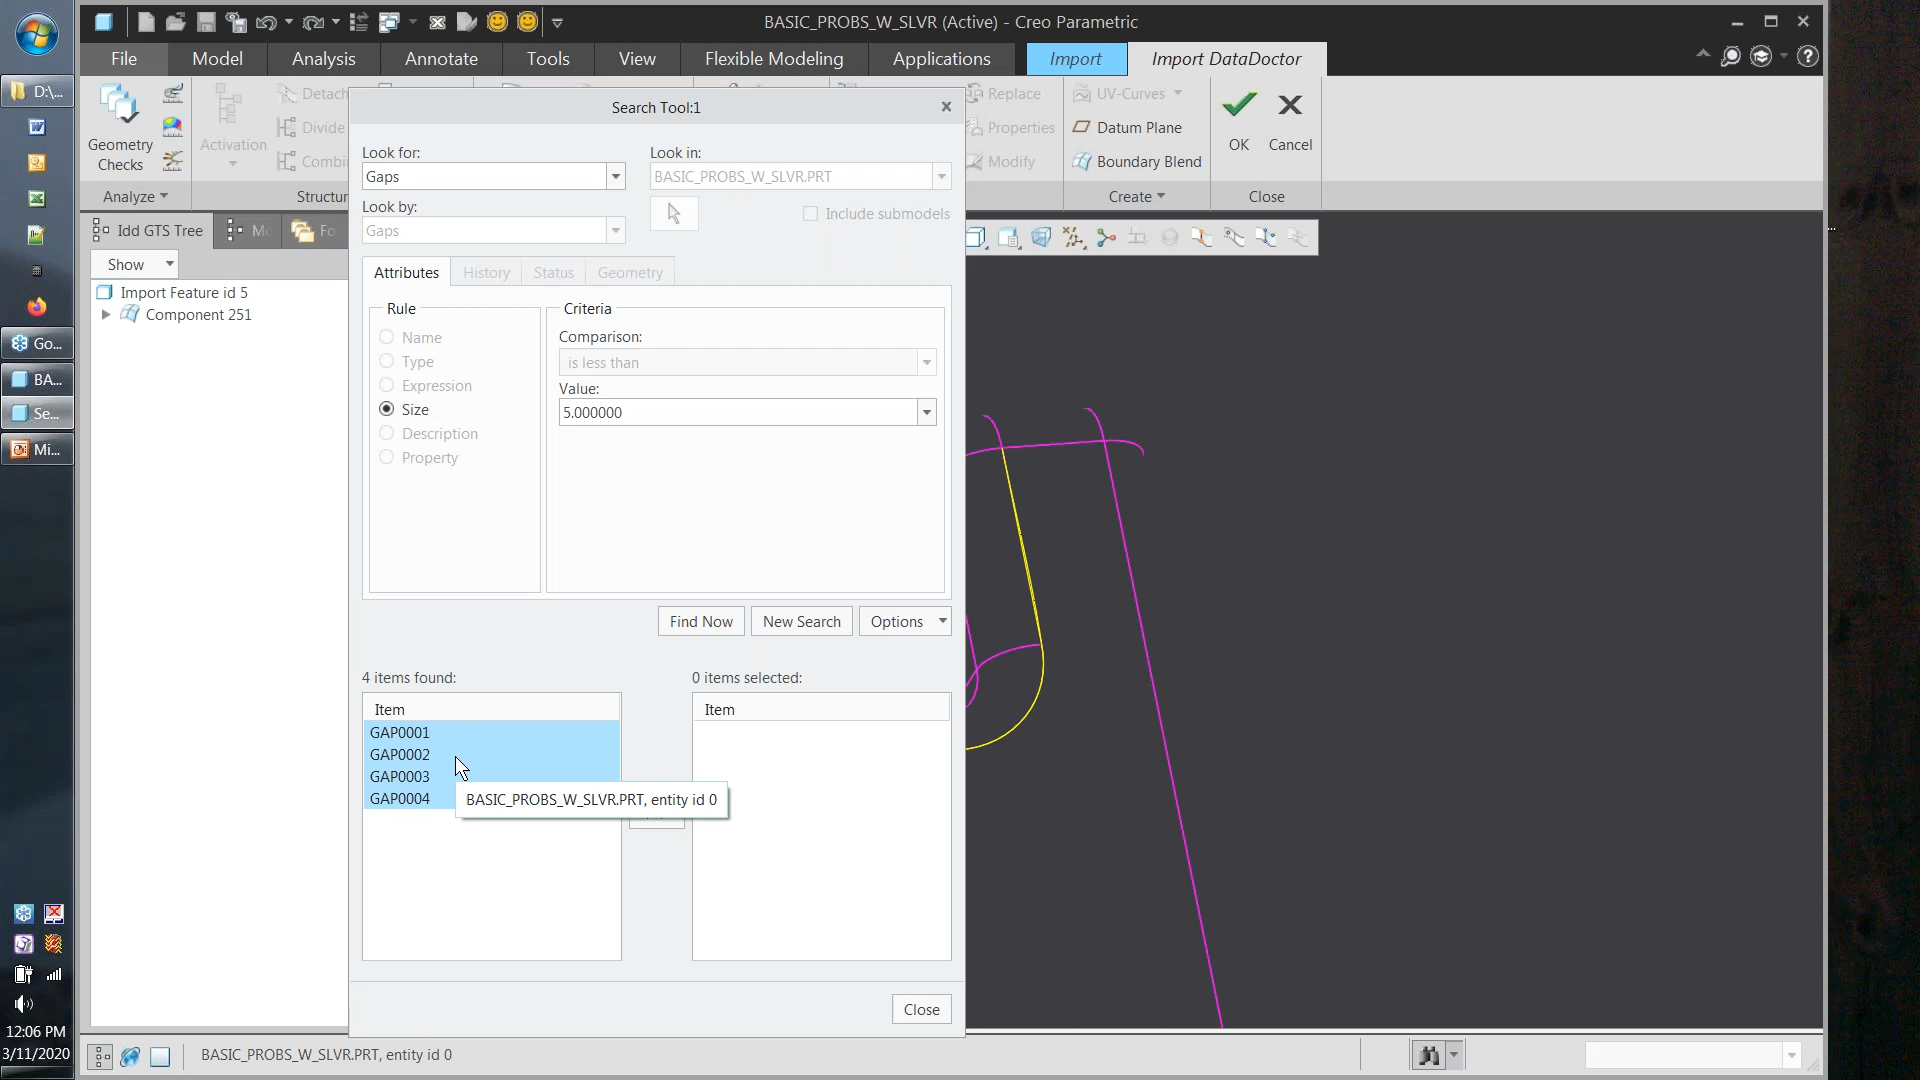 BASIC_PROBS_W_SLVR (Active) - Creo Parametric
File Model Analysis Annotate Tools View Flexible Modeling Applications Import Import DataDoctor
D:\...
Geometry Checks
Activation
Detach
Divide
Replace
Properties
Modify
UV-Curves
Datum Plane
Boundary Blend
OK
Cancel
Analyze
Create
Close
Search Tool:1
Look for:
Gaps
Look in:
BASIC_PROBS_W_SLVR.PRT
Look by:
Gaps
Include submodels
Attributes History Status Geometry
Idd GTS Tree
Show
Import Feature id 5
Component 251
Rule
Name
Type
Expression
Size
Description
Property
Criteria
Comparison:
is less than
Value:
5.000000
Find Now
New Search
Options
4 items found:
Item
GAP0001
GAP0002
GAP0003
GAP0004
BASIC_PROBS_W_SLVR.PRT, entity id 0
0 items selected:
Item
Close
Go...
BA...
Se...
Mi...
12:06 PM
3/11/2020
BASIC_PROBS_W_SLVR.PRT, entity id 0